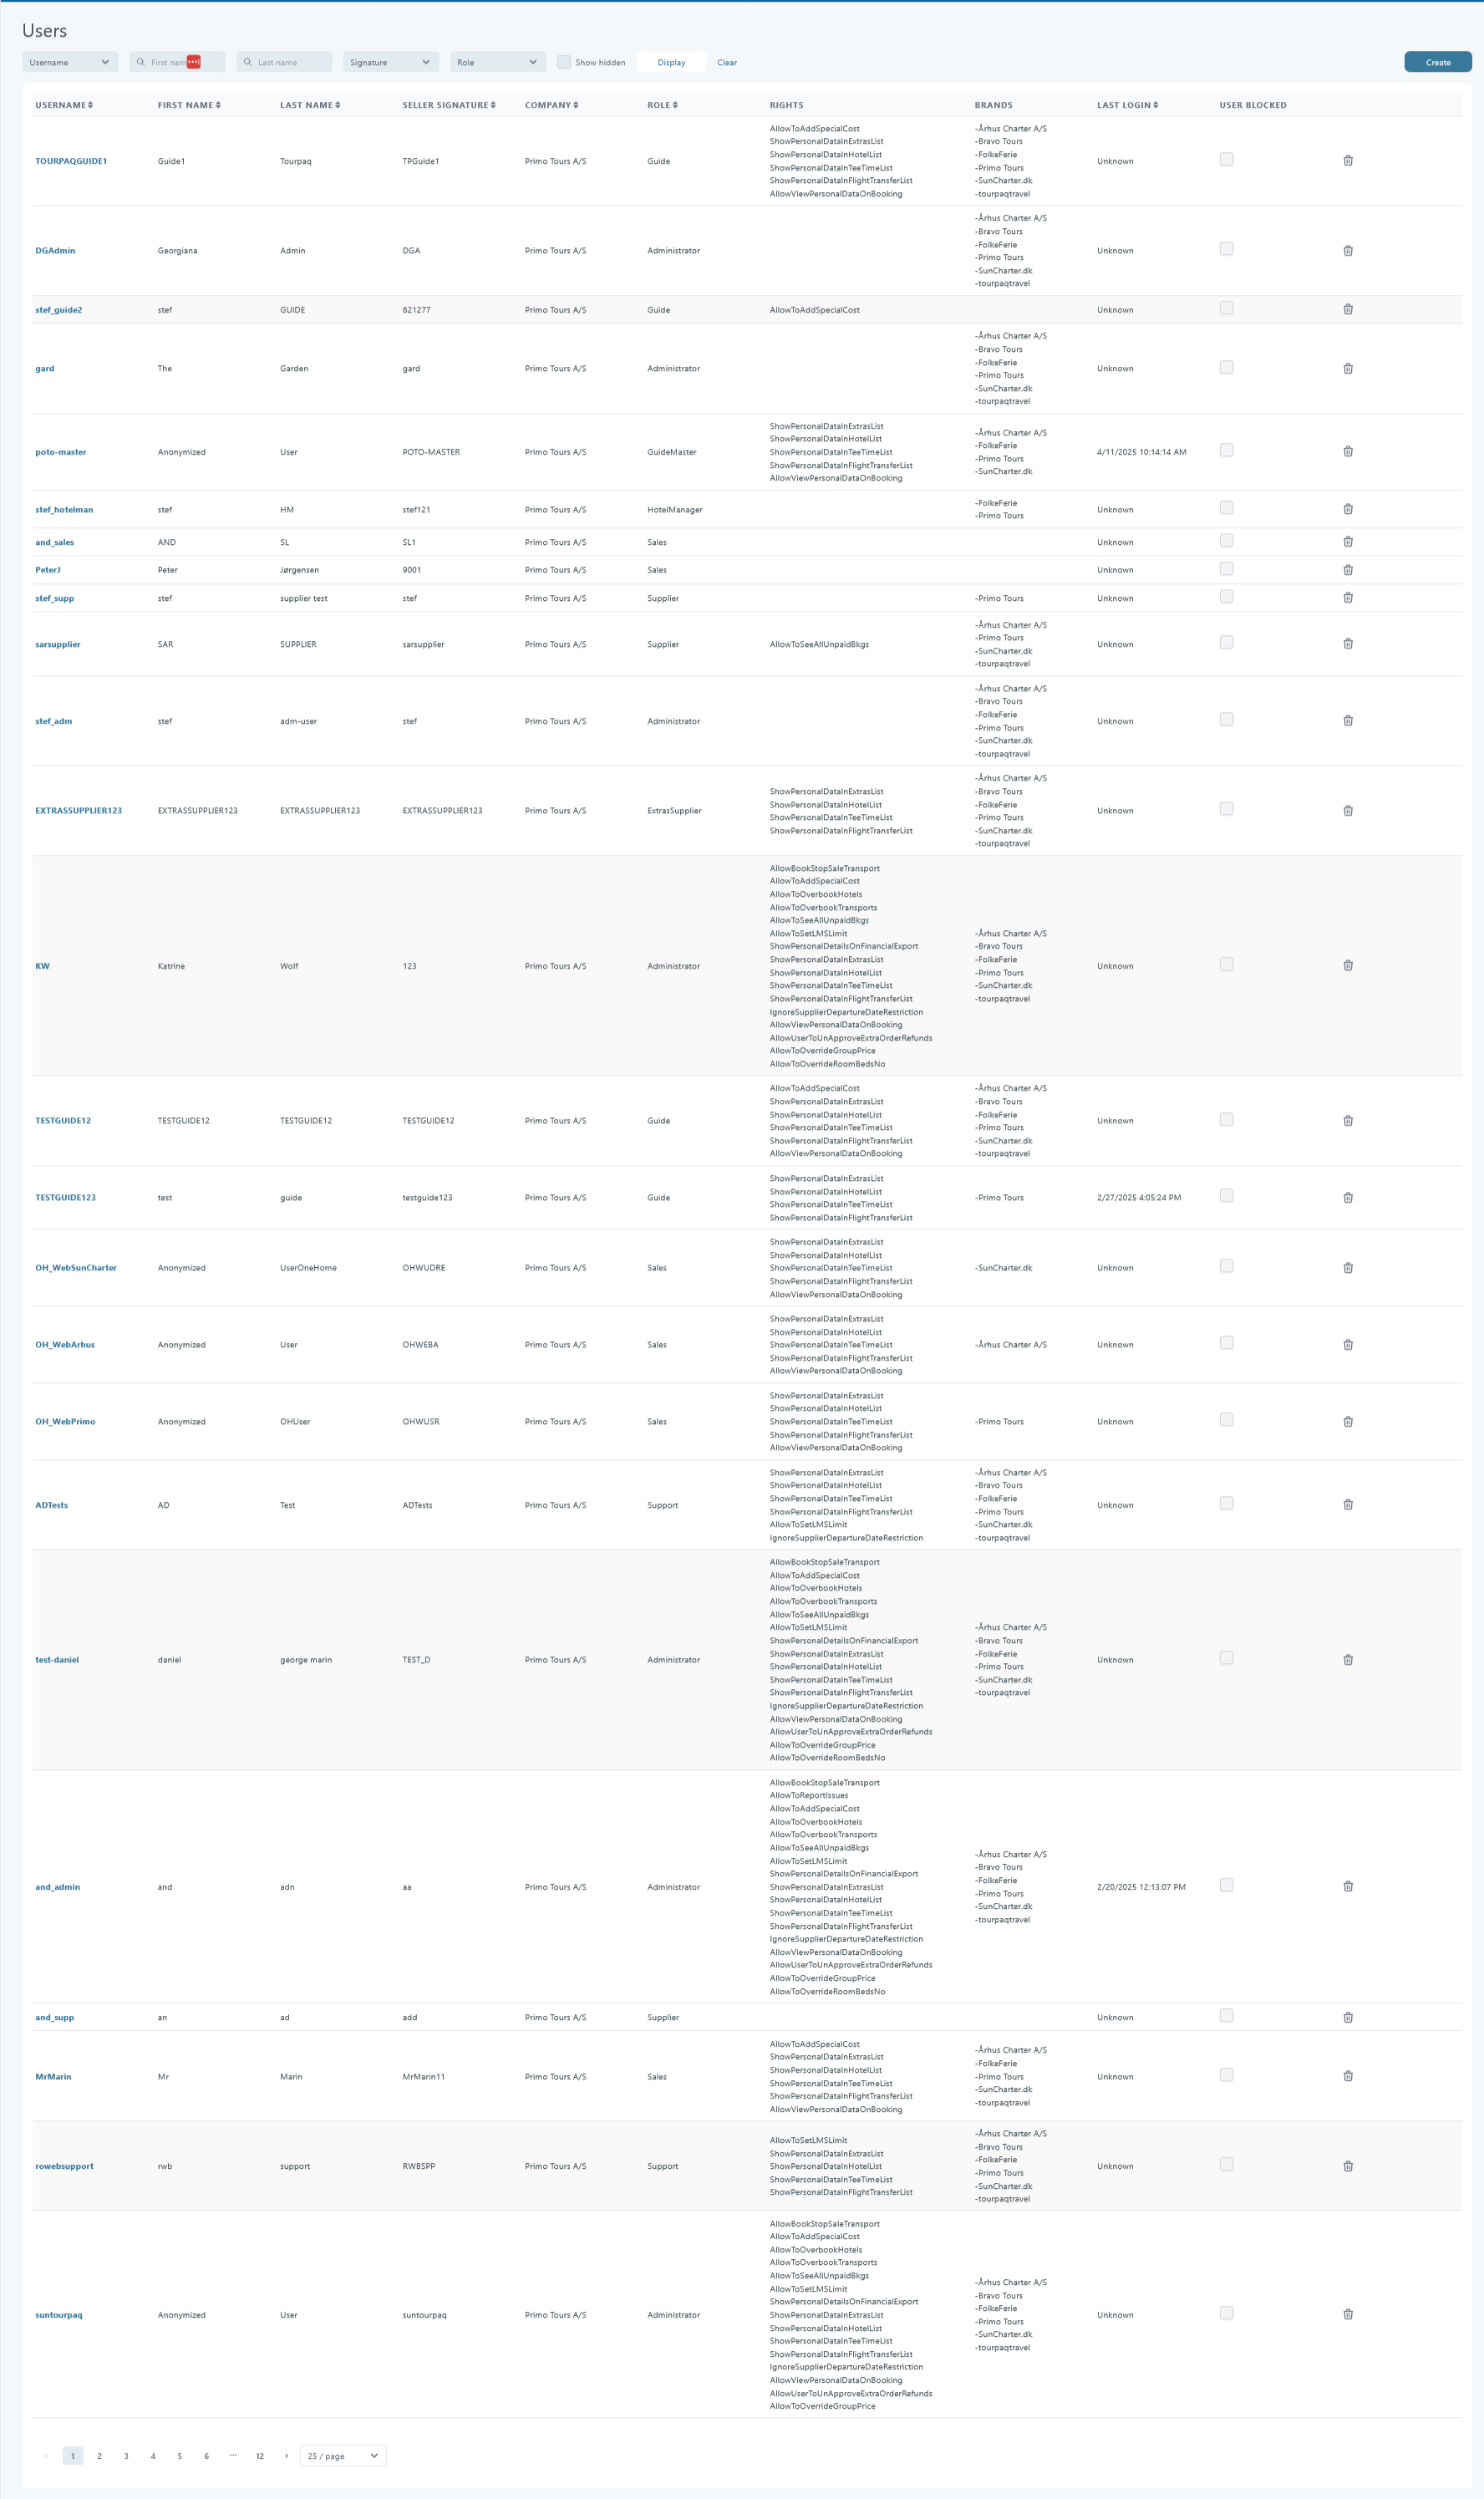 Users
Username First nam Last name Signature Role Show hidden Display Clear Create
USERNAME FIRST NAME LAST NAME SELLER SIGNATURE COMPANY ROLE RIGHTS BRANDS LAST LOGIN USER BLOCKED
TOURPAQGUIDE1 Guide1 Tourpaq TPGuide1 Primo Tours A/S Guide
AllowToAddSpecialCost
ShowPersonalDataInExtrasList
ShowPersonalDataInHotelList
ShowPersonalDataInTeeTimeList
ShowPersonalDataInFlightTransferList
AllowViewPersonalDataOnBooking
-Århus Charter A/S
-Bravo Tours
-FolkeFerie
-Primo Tours
-SunCharter.dk
-tourpaqtravel
Unknown
DGAdmin Georgiana Admin DGA Primo Tours A/S Administrator
-Århus Charter A/S
-Bravo Tours
-FolkeFerie
-Primo Tours
-SunCharter.dk
-tourpaqtravel
Unknown
stef_guide2 stef GUIDE 621277 Primo Tours A/S Guide AllowToAddSpecialCost Unknown
gard The Garden gard Primo Tours A/S Administrator
-Århus Charter A/S
-Bravo Tours
-FolkeFerie
-Primo Tours
-SunCharter.dk
-tourpaqtravel
Unknown
poto-master Anonymized User POTO-MASTER Primo Tours A/S GuideMaster
ShowPersonalDataInExtrasList
ShowPersonalDataInHotelList
ShowPersonalDataInTeeTimeList
ShowPersonalDataInFlightTransferList
AllowViewPersonalDataOnBooking
-Århus Charter A/S
-FolkeFerie
-Primo Tours
-SunCharter.dk
4/11/2025 10:14:14 AM
stef_hotelman stef HM stef121 Primo Tours A/S HotelManager
-FolkeFerie
-Primo Tours
Unknown
and_sales AND SL SL1 Primo Tours A/S Sales Unknown
PeterJ Peter Jørgensen 9001 Primo Tours A/S Sales Unknown
stef_supp stef supplier test stef Primo Tours A/S Supplier -Primo Tours Unknown
sarsupplier SAR SUPPLIER sarsupplier Primo Tours A/S Supplier AllowToSeeAllUnpaidBkgs
-Århus Charter A/S
-Primo Tours
-SunCharter.dk
-tourpaqtravel
Unknown
stef_adm stef adm-user stef Primo Tours A/S Administrator
-Århus Charter A/S
-Bravo Tours
-FolkeFerie
-Primo Tours
-SunCharter.dk
-tourpaqtravel
Unknown
EXTRASSUPPLIER123 EXTRASSUPPLIER123 EXTRASSUPPLIER123 EXTRASSUPPLIER123 Primo Tours A/S ExtrasSupplier
ShowPersonalDataInExtrasList
ShowPersonalDataInHotelList
ShowPersonalDataInTeeTimeList
ShowPersonalDataInFlightTransferList
-Århus Charter A/S
-Bravo Tours
-FolkeFerie
-Primo Tours
-SunCharter.dk
-tourpaqtravel
Unknown
KW Katrine Wolf 123 Primo Tours A/S Administrator
AllowBookStopSaleTransport
AllowToAddSpecialCost
AllowToOverbookHotels
AllowToOverbookTransports
AllowToSeeAllUnpaidBkgs
AllowToSetLMSLimit
ShowPersonalDetailsOnFinancialExport
ShowPersonalDataInExtrasList
ShowPersonalDataInHotelList
ShowPersonalDataInTeeTimeList
ShowPersonalDataInFlightTransferList
IgnoreSupplierDepartureDateRestriction
AllowViewPersonalDataOnBooking
AllowUserToUnApproveExtraOrderRefunds
AllowToOverrideGroupPrice
AllowToOverrideRoomBedsNo
-Århus Charter A/S
-Bravo Tours
-FolkeFerie
-Primo Tours
-SunCharter.dk
-tourpaqtravel
Unknown
TESTGUIDE12 TESTGUIDE12 TESTGUIDE12 TESTGUIDE12 Primo Tours A/S Guide
AllowToAddSpecialCost
ShowPersonalDataInExtrasList
ShowPersonalDataInHotelList
ShowPersonalDataInTeeTimeList
ShowPersonalDataInFlightTransferList
AllowViewPersonalDataOnBooking
-Århus Charter A/S
-Bravo Tours
-FolkeFerie
-Primo Tours
-SunCharter.dk
-tourpaqtravel
Unknown
TESTGUIDE123 test guide testguide123 Primo Tours A/S Guide
ShowPersonalDataInExtrasList
ShowPersonalDataInHotelList
ShowPersonalDataInTeeTimeList
ShowPersonalDataInFlightTransferList
-Primo Tours
2/27/2025 4:05:24 PM
OH_WebSunCharter Anonymized UserOneHome OHWUDRE Primo Tours A/S Sales
ShowPersonalDataInExtrasList
ShowPersonalDataInHotelList
ShowPersonalDataInTeeTimeList
ShowPersonalDataInFlightTransferList
AllowViewPersonalDataOnBooking
-SunCharter.dk
Unknown
OH_WebArhus Anonymized User OHWEBA Primo Tours A/S Sales
ShowPersonalDataInExtrasList
ShowPersonalDataInHotelList
ShowPersonalDataInTeeTimeList
ShowPersonalDataInFlightTransferList
AllowViewPersonalDataOnBooking
-Århus Charter A/S
Unknown
OH_WebPrimo Anonymized OHUser OHWUSR Primo Tours A/S Sales
ShowPersonalDataInExtrasList
ShowPersonalDataInHotelList
ShowPersonalDataInTeeTimeList
ShowPersonalDataInFlightTransferList
AllowViewPersonalDataOnBooking
-Primo Tours
Unknown
ADTests AD Test ADTests Primo Tours A/S Support
ShowPersonalDataInExtrasList
ShowPersonalDataInHotelList
ShowPersonalDataInTeeTimeList
ShowPersonalDataInFlightTransferList
AllowToSetLMSLimit
IgnoreSupplierDepartureDateRestriction
-Århus Charter A/S
-Bravo Tours
-FolkeFerie
-Primo Tours
-SunCharter.dk
-tourpaqtravel
Unknown
test-daniel daniel george marin TEST_D Primo Tours A/S Administrator
AllowBookStopSaleTransport
AllowToAddSpecialCost
AllowToOverbookHotels
AllowToOverbookTransports
AllowToSeeAllUnpaidBkgs
AllowToSetLMSLimit
ShowPersonalDetailsOnFinancialExport
ShowPersonalDataInExtrasList
ShowPersonalDataInHotelList
ShowPersonalDataInTeeTimeList
ShowPersonalDataInFlightTransferList
IgnoreSupplierDepartureDateRestriction
AllowViewPersonalDataOnBooking
AllowUserToUnApproveExtraOrderRefunds
AllowToOverrideGroupPrice
AllowToOverrideRoomBedsNo
-Århus Charter A/S
-Bravo Tours
-FolkeFerie
-Primo Tours
-SunCharter.dk
-tourpaqtravel
Unknown
and_admin and adn aa Primo Tours A/S Administrator
AllowBookStopSaleTransport
AllowToReportIssues
AllowToAddSpecialCost
AllowToOverbookHotels
AllowToOverbookTransports
AllowToSeeAllUnpaidBkgs
AllowToSetLMSLimit
ShowPersonalDetailsOnFinancialExport
ShowPersonalDataInExtrasList
ShowPersonalDataInHotelList
ShowPersonalDataInTeeTimeList
ShowPersonalDataInFlightTransferList
IgnoreSupplierDepartureDateRestriction
AllowViewPersonalDataOnBooking
AllowUserToUnApproveExtraOrderRefunds
AllowToOverrideGroupPrice
AllowToOverrideRoomBedsNo
-Århus Charter A/S
-Bravo Tours
-FolkeFerie
-Primo Tours
-SunCharter.dk
-tourpaqtravel
2/20/2025 12:13:07 PM
and_supp an ad add Primo Tours A/S Supplier Unknown
MrMarin Mr Marin MrMarin11 Primo Tours A/S Sales
AllowToAddSpecialCost
ShowPersonalDataInExtrasList
ShowPersonalDataInHotelList
ShowPersonalDataInTeeTimeList
ShowPersonalDataInFlightTransferList
AllowViewPersonalDataOnBooking
-Århus Charter A/S
-FolkeFerie
-Primo Tours
-SunCharter.dk
-tourpaqtravel
Unknown
rowebsupport rwb support RWBSPP Primo Tours A/S Support
AllowToSetLMSLimit
ShowPersonalDataInExtrasList
ShowPersonalDataInHotelList
ShowPersonalDataInTeeTimeList
ShowPersonalDataInFlightTransferList
-Århus Charter A/S
-Bravo Tours
-FolkeFerie
-Primo Tours
-SunCharter.dk
-tourpaqtravel
Unknown
suntourpaq Anonymized User suntourpaq Primo Tours A/S Administrator
AllowBookStopSaleTransport
AllowToAddSpecialCost
AllowToOverbookHotels
AllowToOverbookTransports
AllowToSeeAllUnpaidBkgs
AllowToSetLMSLimit
ShowPersonalDetailsOnFinancialExport
ShowPersonalDataInExtrasList
ShowPersonalDataInHotelList
ShowPersonalDataInTeeTimeList
ShowPersonalDataInFlightTransferList
IgnoreSupplierDepartureDateRestriction
AllowViewPersonalDataOnBooking
AllowUserToUnApproveExtraOrderRefunds
AllowToOverrideGroupPrice
-Århus Charter A/S
-Bravo Tours
-FolkeFerie
-Primo Tours
-SunCharter.dk
-tourpaqtravel
Unknown
1 2 3 4 5 6 ··· 12 25 / page